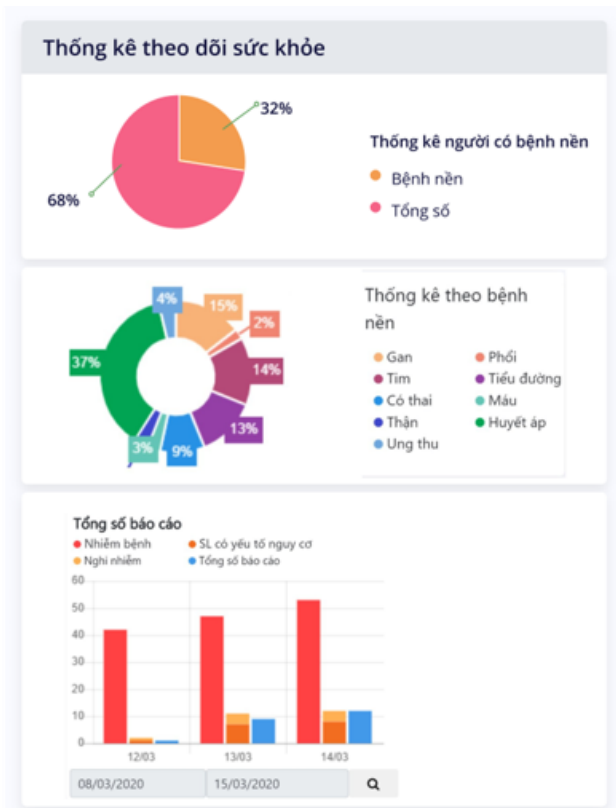 Thống kê theo dõi sức khỏe
32%
68%
Thống kê người có bệnh nền
Bệnh nền
Tổng số
4%
15%
2%
37%
14%
13%
9%
3%
Thống kê theo bệnh
nền
Gan
Phổi
Tim
Tiểu đường
Có thai
Máu
Thận
Huyết áp
Ung thu
Tổng số báo cáo
Nhiễm bệnh
SL có yếu tố nguy cơ
Nghi nhiễm
Tổng số báo cáo
60
50
40
30
20
10
0
12/03
13/03
14/03
08/03/2020
15/03/2020